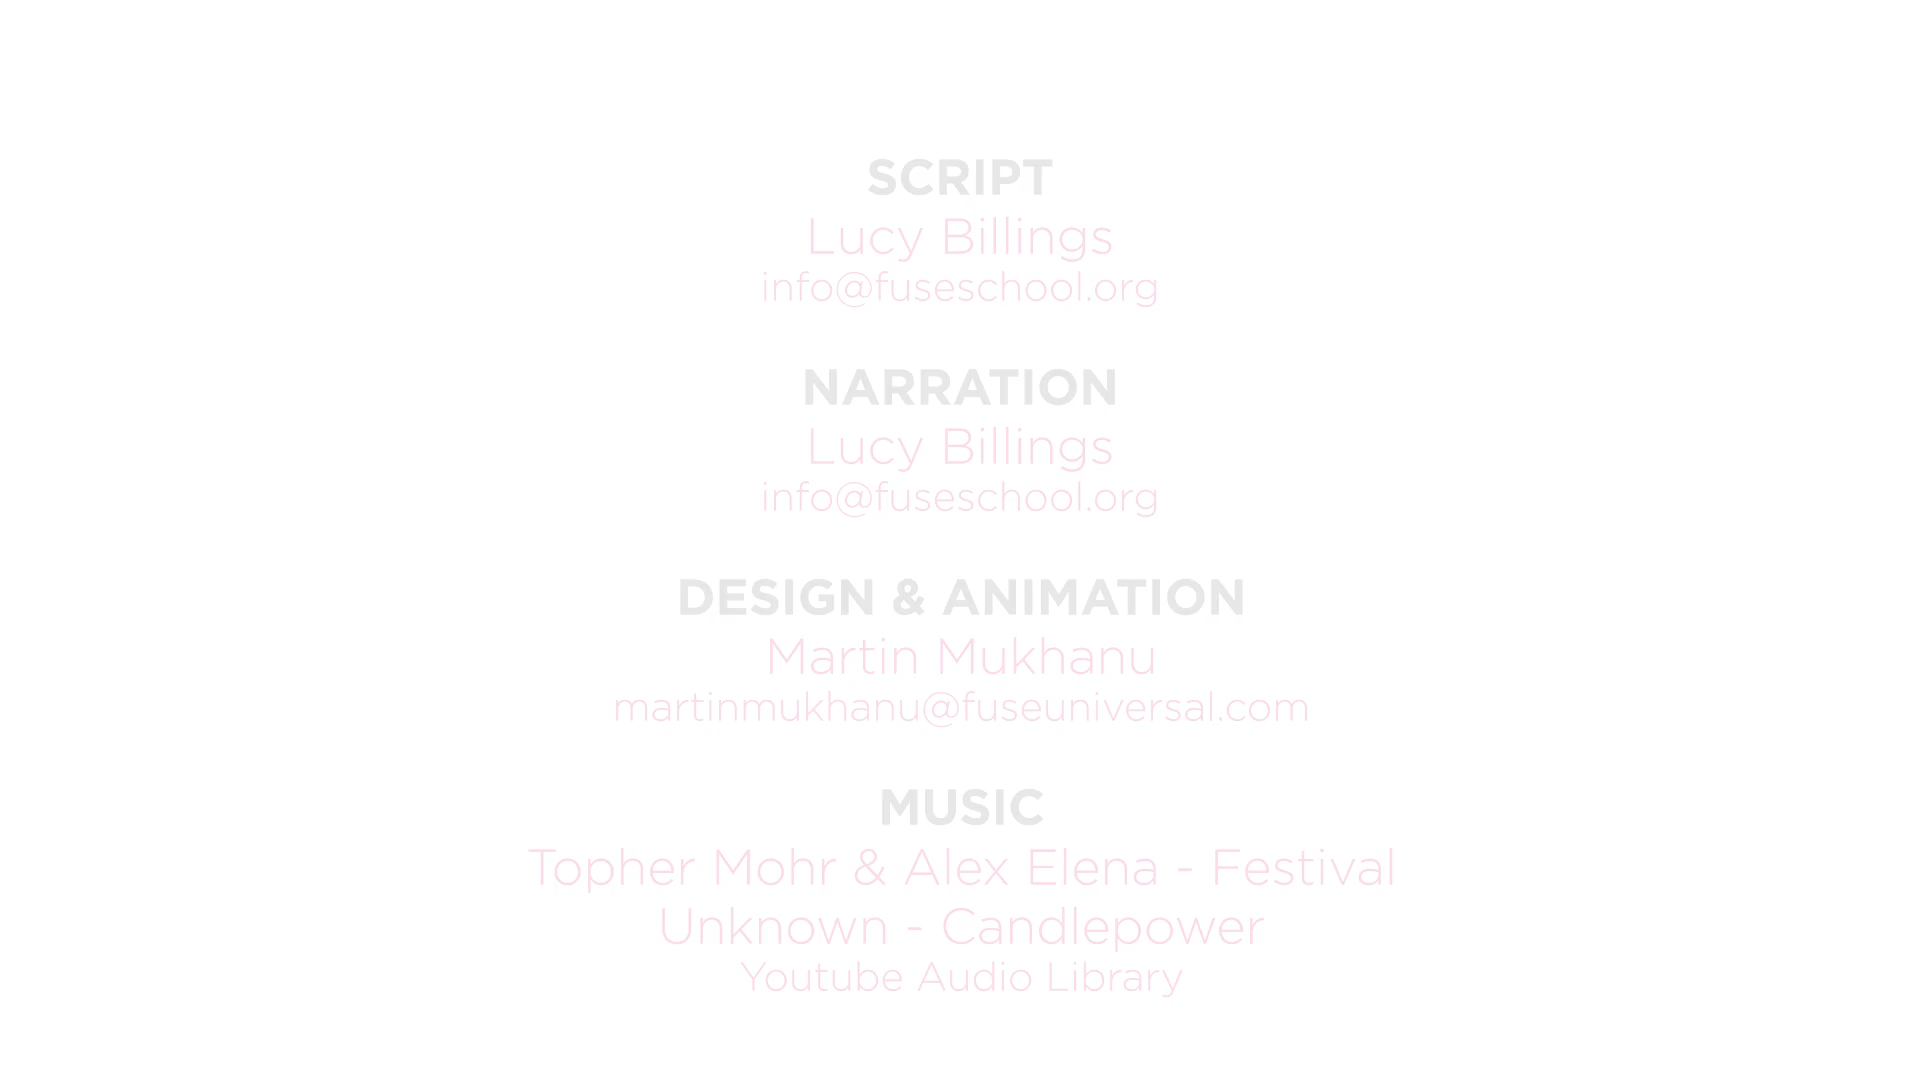 SCRIPT
Lucy Billings
info@fuseschool.org
NARRATION
Lucy Billings
info@fuseschool.org
DESIGN & ANIMATION
Martin Mukhanu
martinmukhanu@fuseuniversal.com
MUSIC
Topher Mohr & Alex Elena - Festival
Unknown - Candlepower
Youtube Audio Library